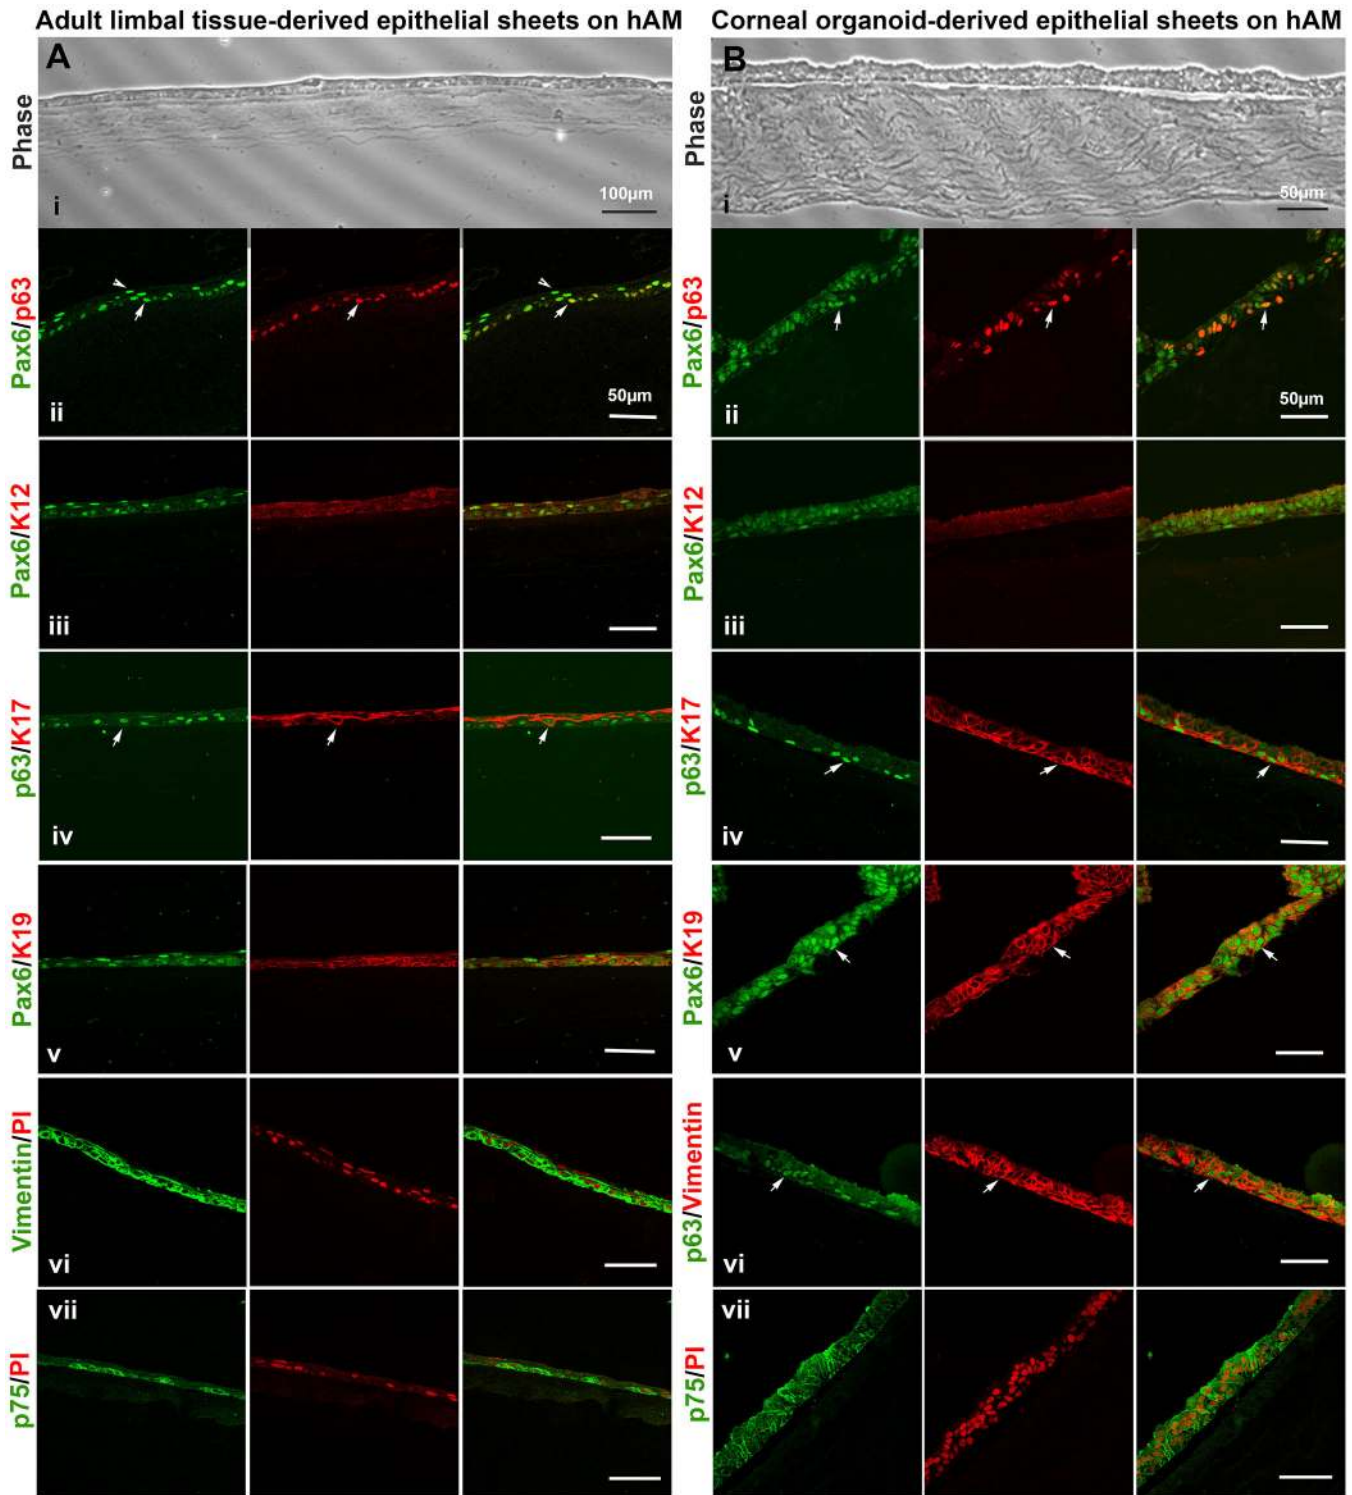 Adult limbal tissue-derived epithelial sheets on hAM
Corneal organoid-derived epithelial sheets on hAM
A
Phase
i
100µm
B
Phase
i
50µm
Pax6/p63
ii
50µm
Pax6/p63
ii
50µm
Pax6/K12
iii
Pax6/K12
iii
p63/K17
iv
p63/K17
iv
Pax6/K19
v
Pax6/K19
v
Vimentin/PI
vi
p63/Vimentin
vi
p75/PI
vii
p75/PI
vii